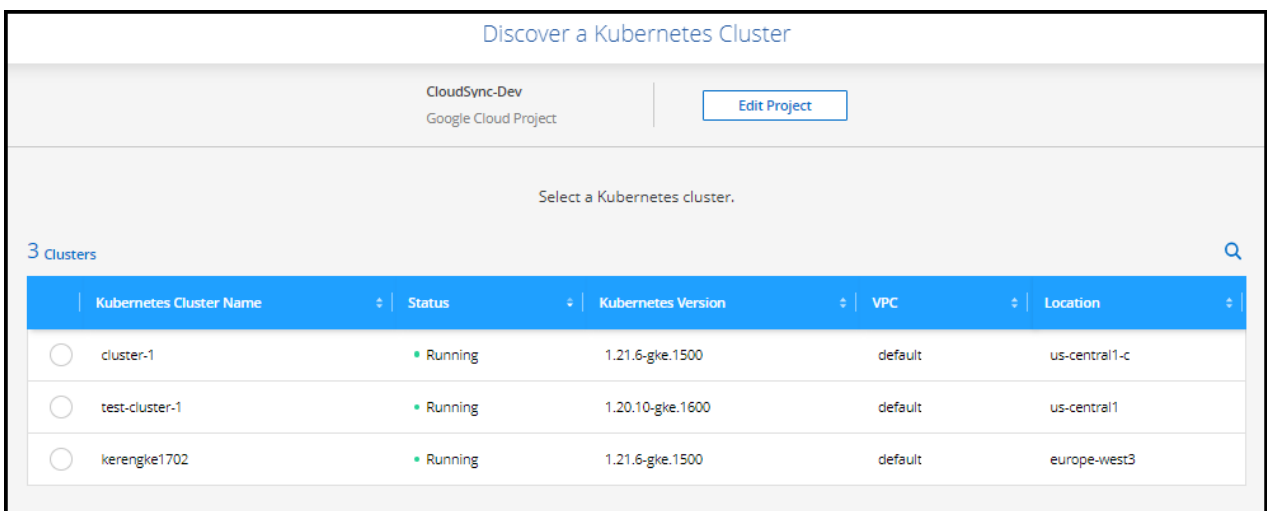 Discover a Kubernetes Cluster
CloudSync-Dev
Google Cloud Project
Edit Project
Select a Kubernetes cluster.
3 Clusters
Kubernetes Cluster Name Status Kubernetes Version VPC Location
cluster-1 Running 1.21.6-gke.1500 default us-central1-c
test-cluster-1 Running 1.20.10-gke.1600 default us-central1
kerengke1702 Running 1.21.6-gke.1500 default europe-west3